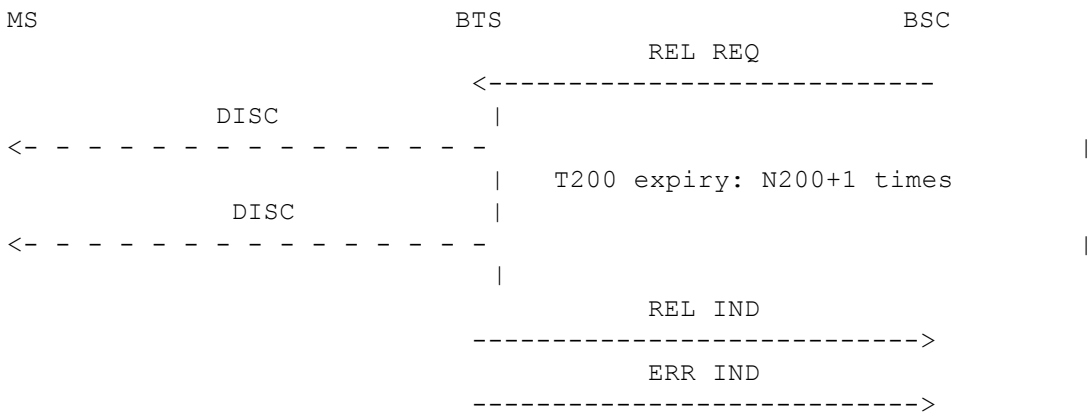 MS BTS BSC
REL REQ
DISC
T200 expiry: N200+1 times
DISC
REL IND
ERR IND